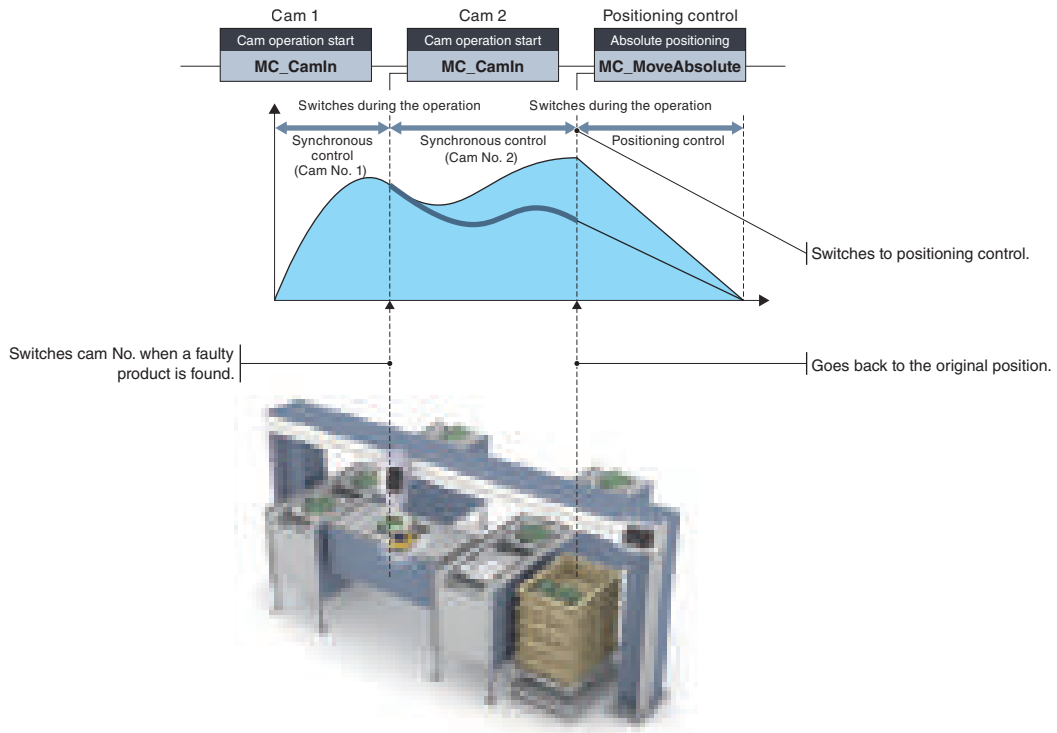 Cam 1
Cam 2
Positioning control
Cam operation start
Cam operation start
Absolute positioning
MC_CamIn
MC_CamIn
MC_MoveAbsolute
Switches during the operation
Switches during the operation
Synchronous
control
(Cam No. 1)
Synchronous control
(Cam No. 2)
Positioning control
Switches to positioning control.
Switches cam No. when a faulty
product is found.
Goes back to the original position.